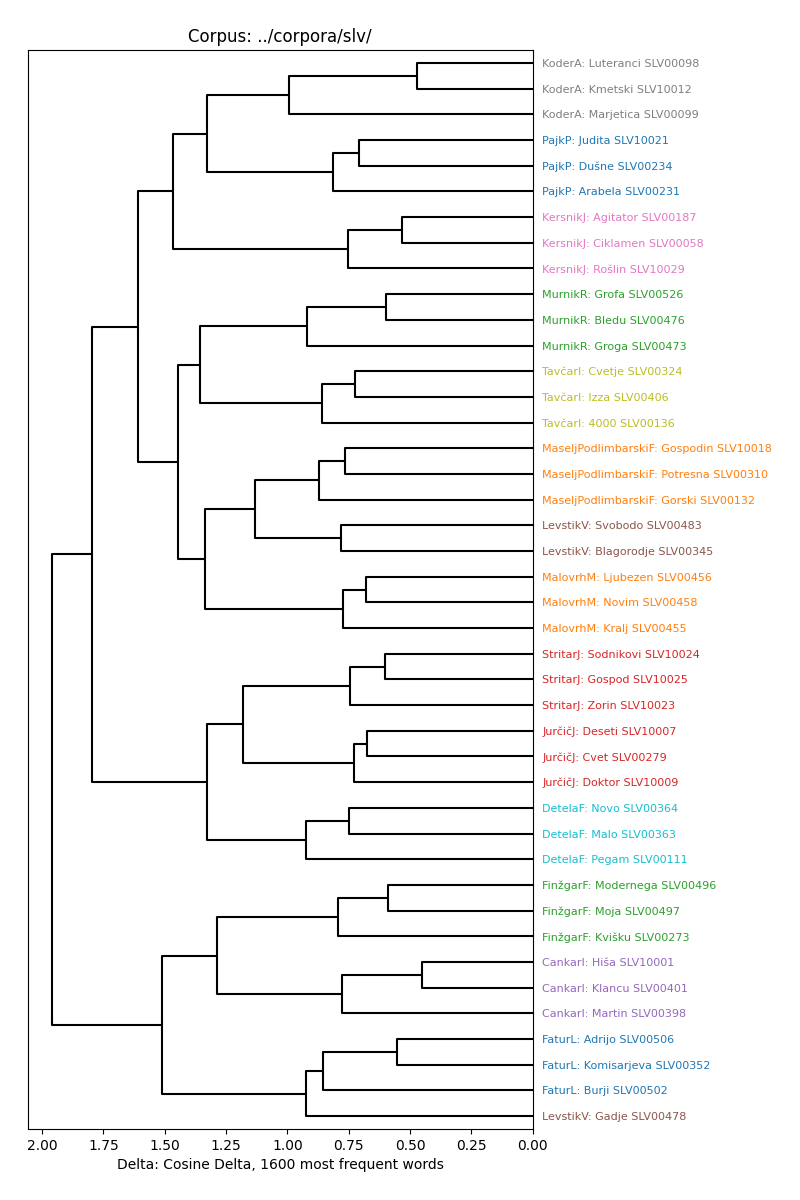 Corpus: ../corpora/slv/
KoderA: Luteranci SLV00098
KoderA: Kmetski SLV10012
KoderA: Marjetica SLV00099
PajkP: Judita SLV10021
PajkP: Dušne SLV00234
PajkP: Arabela SLV00231
KersnikJ: Agitator SLV00187
KersnikJ: Ciklamen SLV00058
KersnikJ: Rošlin SLV10029
MurnikR: Grofa SLV00526
MurnikR: Bledu SLV00476
MurnikR: Groga SLV00473
TavčarI: Cvetje SLV00324
TavčarI: Izza SLV00406
TavčarI: 4000 SLV00136
MaseljPodlimbarskiF: Gospodin SLV10018
MaseljPodlimbarskiF: Potresna SLV00310
MaseljPodlimbarskiF: Gorski SLV00132
LevstikV: Svobodo SLV00483
LevstikV: Blagorodje SLV00345
MalovrhM: Ljubezen SLV00456
MalovrhM: Novim SLV00458
MalovrhM: Kralj SLV00455
StritarJ: Sodnikovi SLV10024
StritarJ: Gospod SLV10025
StritarJ: Zorin SLV10023
JurčičJ: Deseti SLV10007
JurčičJ: Cvet SLV00279
JurčičJ: Doktor SLV10009
DetelaF: Novo SLV00364
DetelaF: Malo SLV00363
DetelaF: Pegam SLV00111
FinžgarF: Modernega SLV00496
FinžgarF: Moja SLV00497
FinžgarF: Kvišku SLV00273
CankarI: Hiša SLV10001
CankarI: Klancu SLV00401
CankarI: Martin SLV00398
FaturL: Adrijo SLV00506
FaturL: Komisarjeva SLV00352
FaturL: Burji SLV00502
LevstikV: Gadje SLV00478
2.00 1.75 1.50 1.25 1.00 0.75 0.50 0.25 0.00
Delta: Cosine Delta, 1600 most frequent words